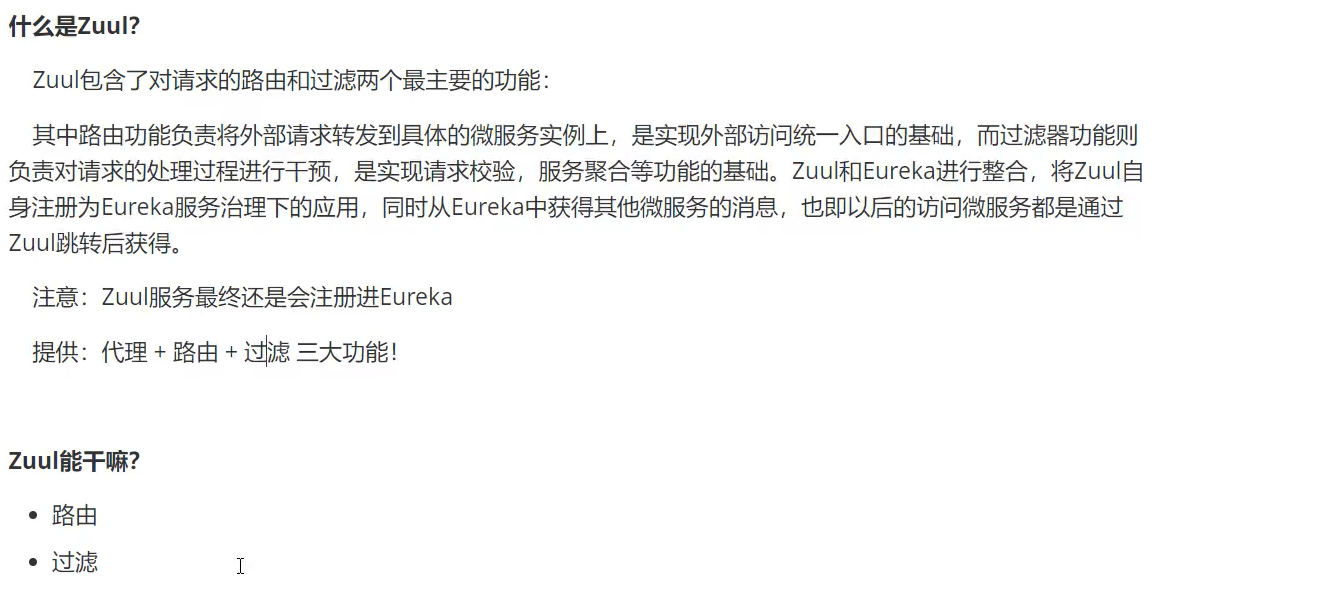 什么是Zuul？
Zuul包含了对请求的路由和过滤两个最主要的功能：
其中路由功能负责将外部请求转发到具体的微服务实例上，是实现外部访问统一入口的基础，而过滤器功能则
负责对请求的处理过程进行干预，是实现请求校验，服务聚合等功能的基础。Zuul和Eureka进行整合，将Zuul自
身注册为Eureka服务治理下的应用，同时从Eureka中获得其他微服务的消息，也即以后的访问微服务都是通过
Zuul跳转后获得。
注意：Zuul服务最终还是会注册进Eureka
提供：代理 + 路由 + 过滤 三大功能！
Zuul能干嘛？
• 路由
• 过滤